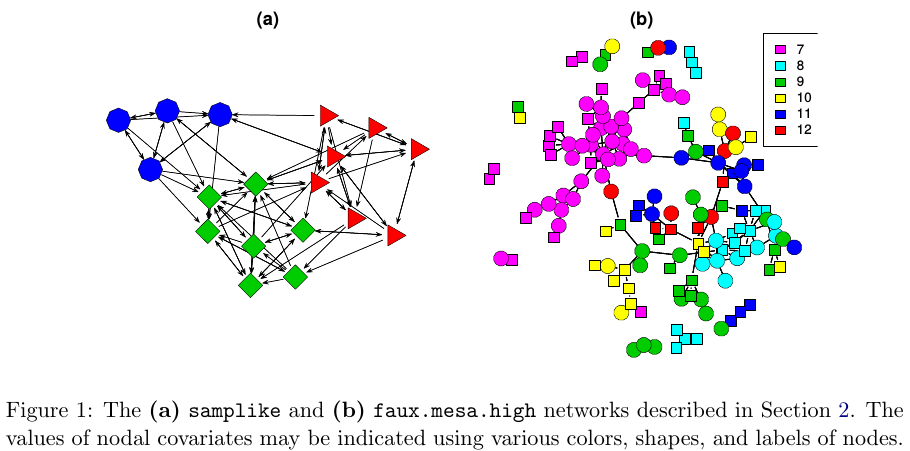 (a)
(b)
7
8
9
10
11
12
Figure 1: The (a) samplike and (b) faux.mesa.high networks described in Section 2. The
values of nodal covariates may be indicated using various colors, shapes, and labels of nodes.